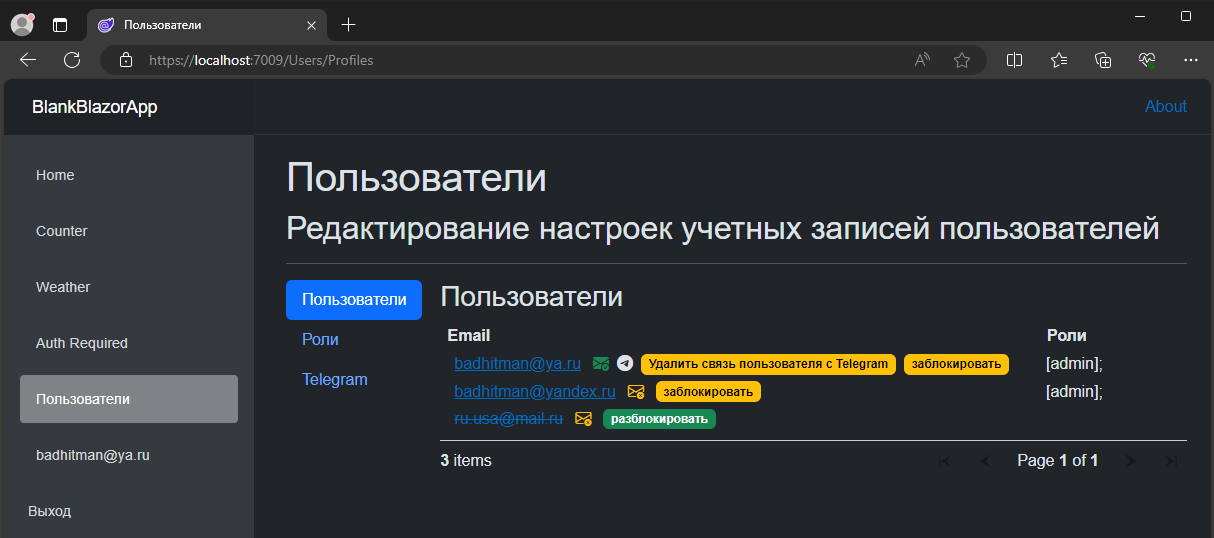 Пользователи
https://localhost:7009/Users/Profiles
BlankBlazorApp
About
Home
Counter
Weather
Auth Required
Пользователи
badhitman@ya.ru
Выход
Пользователи
Редактирование настроек учетных записей пользователей
Пользователи
Роли
Telegram
Пользователи
Email Роли
badhitman@ya.ru Удалить связь пользователя с Telegram заблокировать [admin];
badhitman@yandex.ru заблокировать [admin];
ru.usa@mail.ru разблокировать
3 items Page 1 of 1